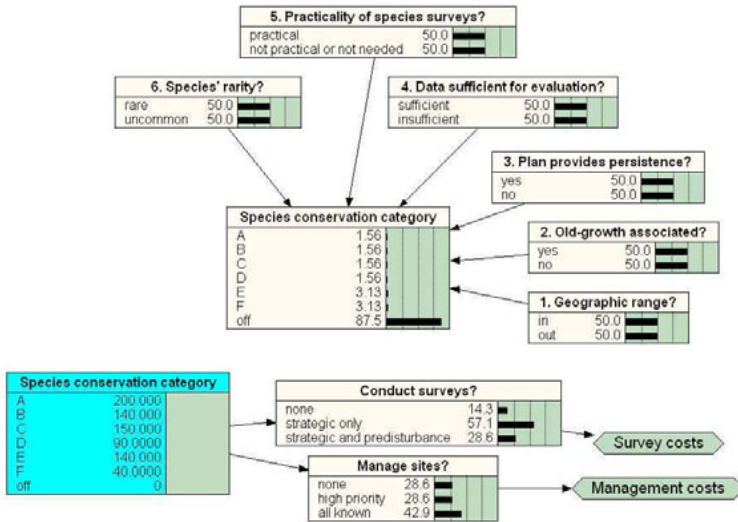 5. Practicality of species surveys?
practical 50.0
not practical or not needed 50.0
6. Species' rarity?
rare 50.0
uncommon 50.0
4. Data sufficient for evaluation?
sufficient 50.0
insufficient 50.0
3. Plan provides persistence?
yes 50.0
no 50.0
Species conservation category
A 1.56
B 1.56
C 1.56
D 1.56
E 3.13
F 3.13
off 87.5
2. Old-growth associated?
yes 50.0
no 50.0
1. Geographic range?
in 50.0
out 50.0
Species conservation category
A 200.000
B 140.000
C 150.000
D 90.0000
E 140.000
F 40.0000
off 0
Conduct surveys?
none 14.3
strategic only 57.1
strategic and predisturbance 28.6
Survey costs
Manage sites?
none 28.6
high priority 28.6
all known 42.9
Management costs